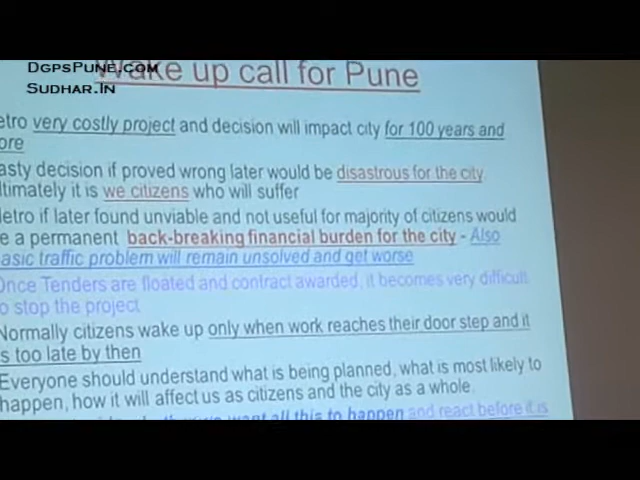 DgpsPune.com
Sudhar.In
Wake up call for Pune
etro very costly project and decision will impact city for 100 years and
ore
asty decision if proved wrong later would be disastrous for the city.
ltimately it is we citizens who will suffer
etro if later found unviable and not useful for majority of citizens would
e a permanent back-breaking financial burden for the city - Also
asic traffic problem will remain unsolved and get worse
Once Tenders are floated and contract awarded, it becomes very difficult
o stop the project
Normally citizens wake up only when work reaches their door step and it
s too late by then
Everyone should understand what is being planned, what is most likely to
happen, how it will affect us as citizens and the city as a whole.
we want all this to happen and react before it is